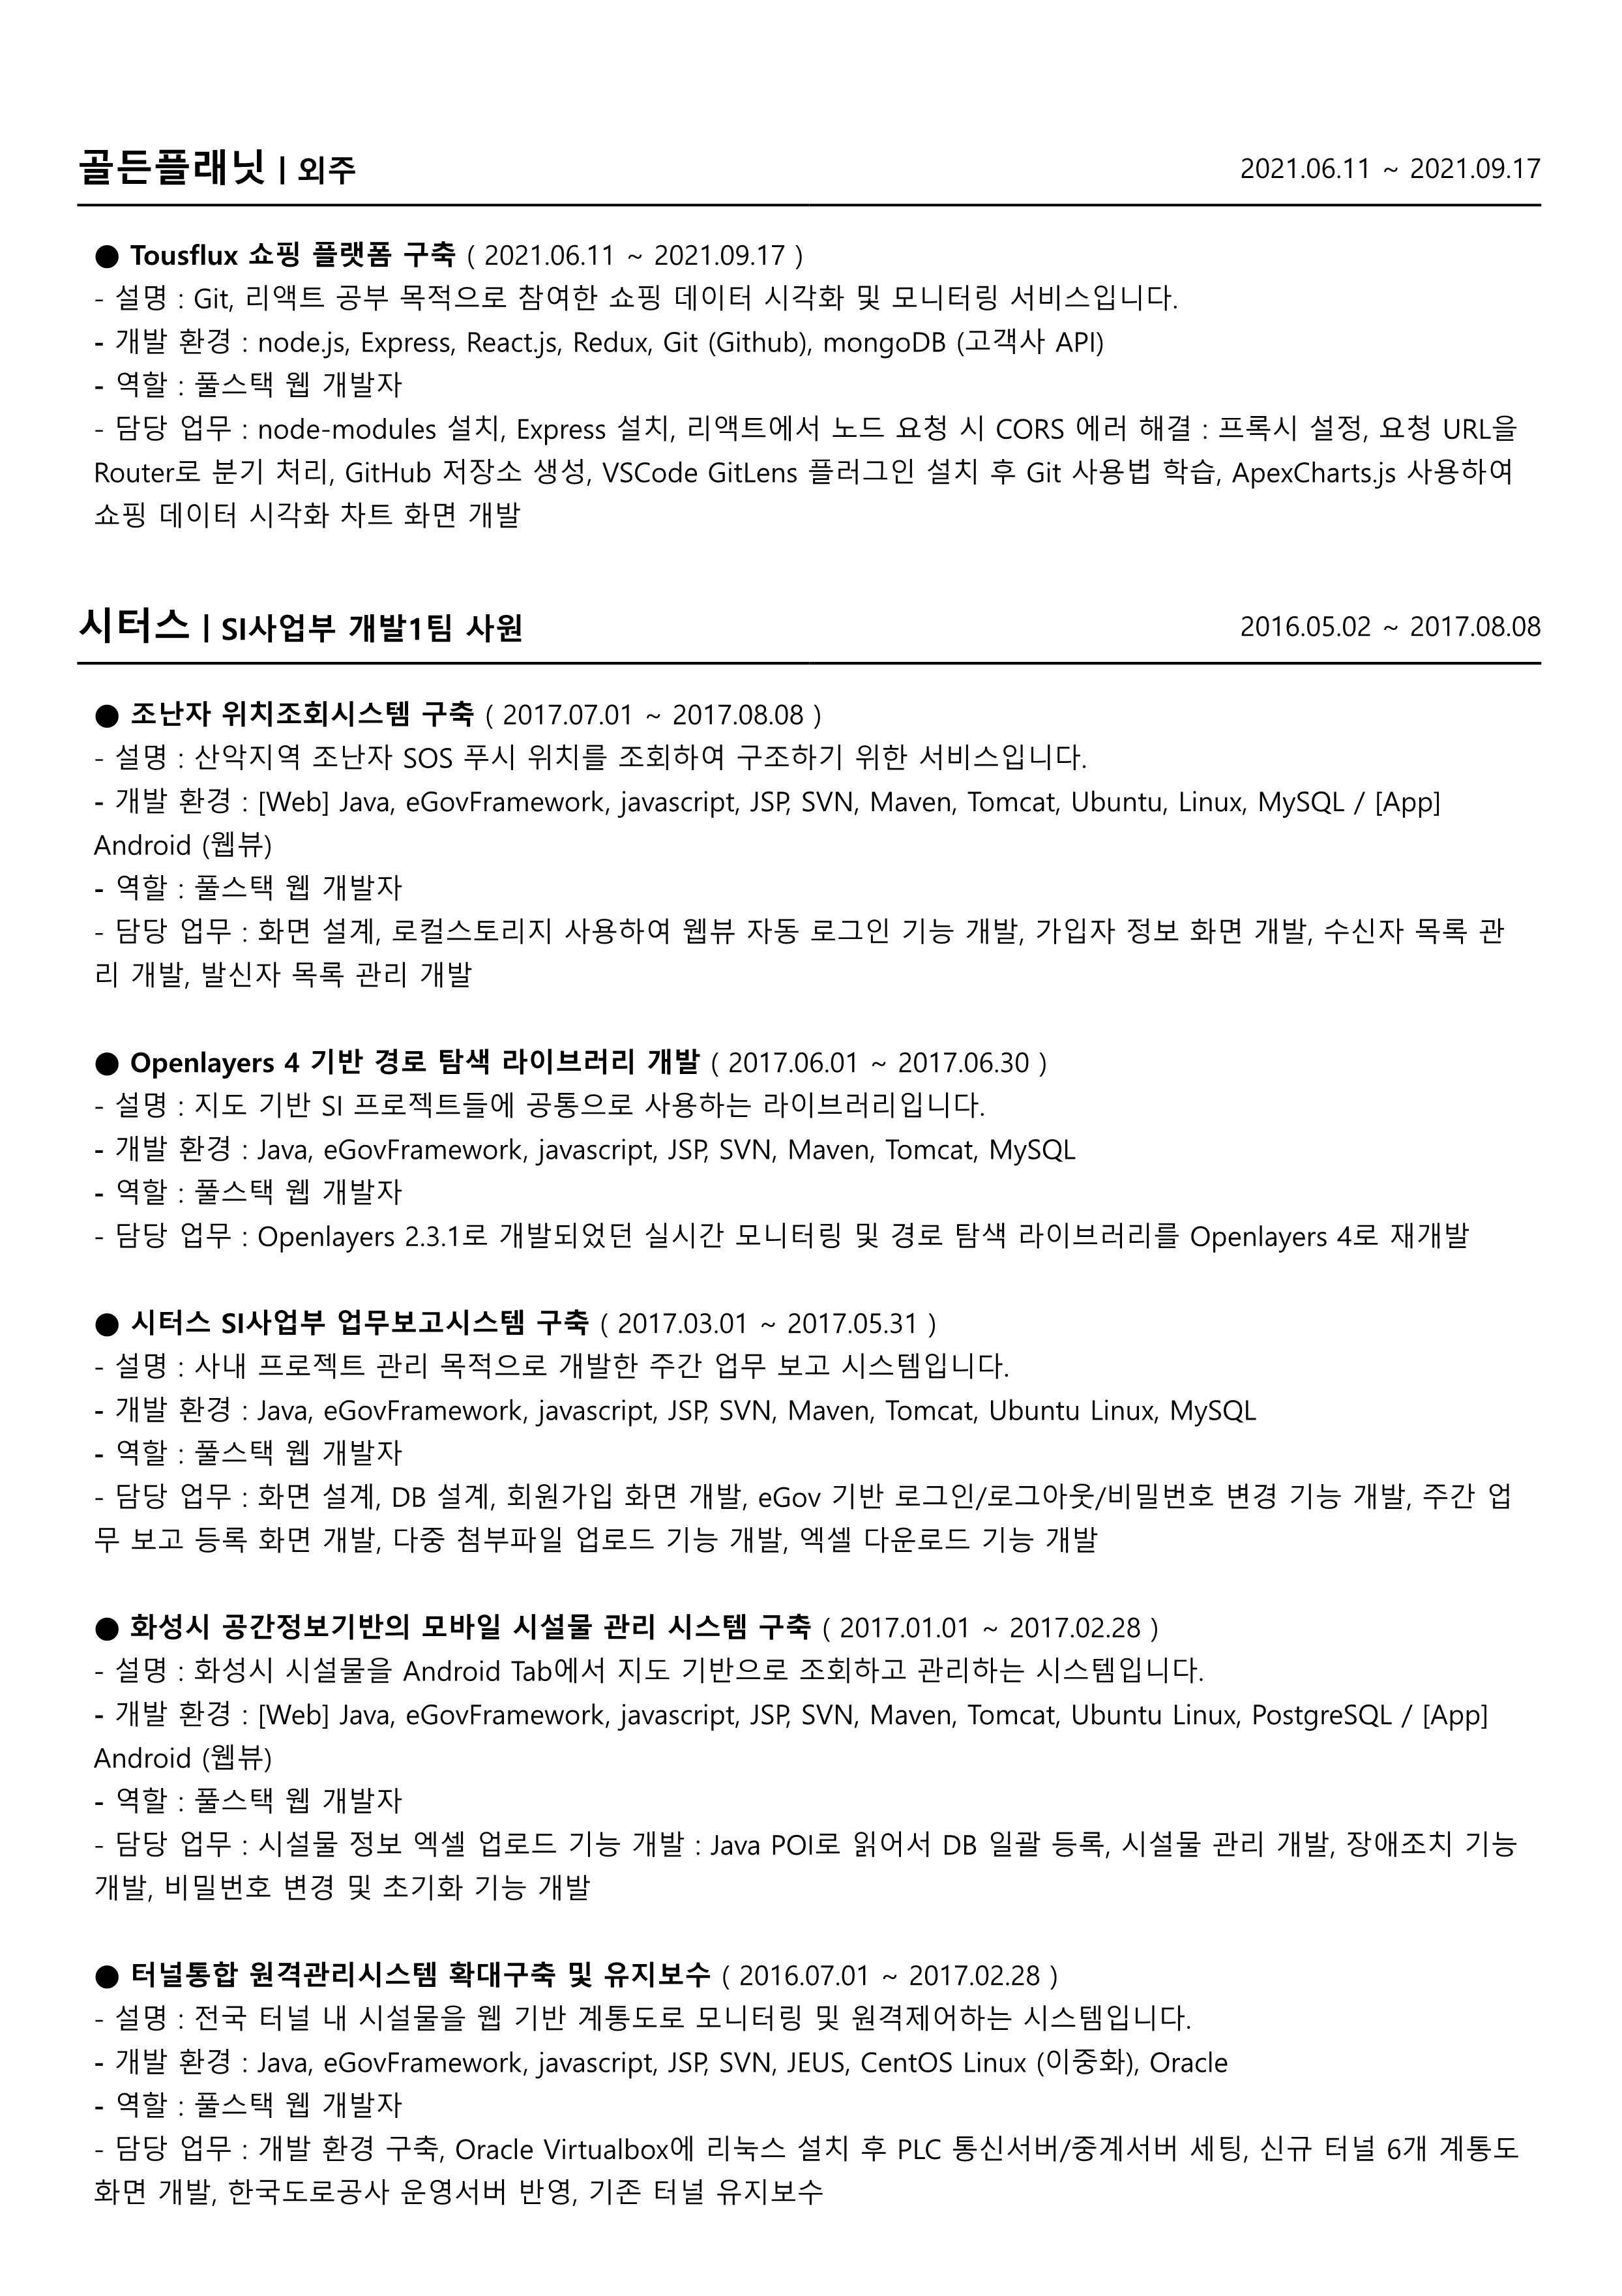 골든플래닛 | 외주
2021.06.11 ~ 2021.09.17
● Tousflux 쇼핑 플랫폼 구축 ( 2021.06.11 ~ 2021.09.17 )
- 설명 : Git, 리액트 공부 목적으로 참여한 쇼핑 데이터 시각화 및 모니터링 서비스입니다.
- 개발 환경 : node.js, Express, React.js, Redux, Git (Github), mongoDB (고객사 API)
- 역할 : 풀스택 웹 개발자
- 담당 업무 : node-modules 설치, Express 설치, 리액트에서 노드 요청 시 CORS 에러 해결 : 프록시 설정, 요청 URL을
Router로 분기 처리, GitHub 저장소 생성, VSCode GitLens 플러그인 설치 후 Git 사용법 학습, ApexCharts.js 사용하여
쇼핑 데이터 시각화 차트 화면 개발
시터스 | SI사업부 개발1팀 사원
2016.05.02 ~ 2017.08.08
● 조난자 위치조회시스템 구축 ( 2017.07.01 ~ 2017.08.08 )
- 설명 : 산악지역 조난자 SOS 푸시 위치를 조회하여 구조하기 위한 서비스입니다.
- 개발 환경 : [Web] Java, eGovFramework, javascript, JSP, SVN, Maven, Tomcat, Ubuntu, Linux, MySQL / [App]
Android (웹뷰)
- 역할 : 풀스택 웹 개발자
- 담당 업무 : 화면 설계, 로컬스토리지 사용하여 웹뷰 자동 로그인 기능 개발, 가입자 정보 화면 개발, 수신자 목록 관
리 개발, 발신자 목록 관리 개발
● Openlayers 4 기반 경로 탐색 라이브러리 개발 ( 2017.06.01 ~ 2017.06.30 )
- 설명 : 지도 기반 SI 프로젝트들에 공통으로 사용하는 라이브러리입니다.
- 개발 환경 : Java, eGovFramework, javascript, JSP, SVN, Maven, Tomcat, MySQL
- 역할 : 풀스택 웹 개발자
- 담당 업무 : Openlayers 2.3.1로 개발되었던 실시간 모니터링 및 경로 탐색 라이브러리를 Openlayers 4로 재개발
● 시터스 SI사업부 업무보고시스템 구축 ( 2017.03.01 ~ 2017.05.31 )
- 설명 : 사내 프로젝트 관리 목적으로 개발한 주간 업무 보고 시스템입니다.
- 개발 환경 : Java, eGovFramework, javascript, JSP, SVN, Maven, Tomcat, Ubuntu Linux, MySQL
- 역할 : 풀스택 웹 개발자
- 담당 업무 : 화면 설계, DB 설계, 회원가입 화면 개발, eGov 기반 로그인/로그아웃/비밀번호 변경 기능 개발, 주간 업
무 보고 등록 화면 개발, 다중 첨부파일 업로드 기능 개발, 엑셀 다운로드 기능 개발
● 화성시 공간정보기반의 모바일 시설물 관리 시스템 구축 ( 2017.01.01 ~ 2017.02.28 )
- 설명 : 화성시 시설물을 Android Tab에서 지도 기반으로 조회하고 관리하는 시스템입니다.
- 개발 환경 : [Web] Java, eGovFramework, javascript, JSP, SVN, Maven, Tomcat, Ubuntu Linux, PostgreSQL / [App]
Android (웹뷰)
- 역할 : 풀스택 웹 개발자
- 담당 업무 : 시설물 정보 엑셀 업로드 기능 개발 : Java POI로 읽어서 DB 일괄 등록, 시설물 관리 개발, 장애조치 기능
개발, 비밀번호 변경 및 초기화 기능 개발
● 터널통합 원격관리시스템 확대구축 및 유지보수 ( 2016.07.01 ~ 2017.02.28 )
- 설명 : 전국 터널 내 시설물을 웹 기반 계통도로 모니터링 및 원격제어하는 시스템입니다.
- 개발 환경 : Java, eGovFramework, javascript, JSP, SVN, JEUS, CentOS Linux (이중화), Oracle
- 역할 : 풀스택 웹 개발자
- 담당 업무 : 개발 환경 구축, Oracle Virtualbox에 리눅스 설치 후 PLC 통신서버/중계서버 세팅, 신규 터널 6개 계통도
화면 개발, 한국도로공사 운영서버 반영, 기존 터널 유지보수